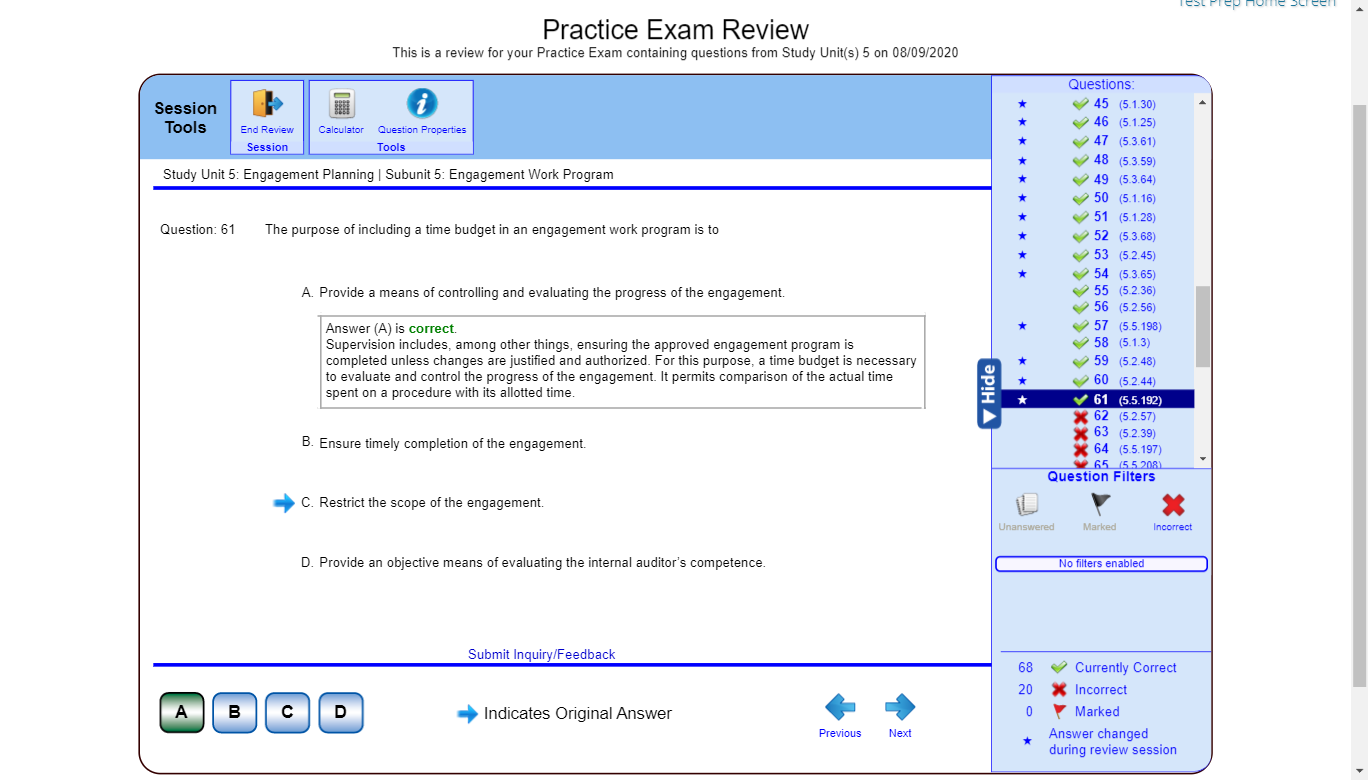 Test Prep Home Screen
Practice Exam Review
This is a review for your Practice Exam containing questions from Study Unit(s) 5 on 08/09/2020
Session Tools
End Review
Session
Calculator
Question Properties
Tools
Study Unit 5: Engagement Planning | Subunit 5: Engagement Work Program
Question: 61 The purpose of including a time budget in an engagement work program is to
A. Provide a means of controlling and evaluating the progress of the engagement.
Answer (A) is correct.
Supervision includes, among other things, ensuring the approved engagement program is
completed unless changes are justified and authorized. For this purpose, a time budget is necessary
to evaluate and control the progress of the engagement. It permits comparison of the actual time
spent on a procedure with its allotted time.
B. Ensure timely completion of the engagement.
C. Restrict the scope of the engagement.
D. Provide an objective means of evaluating the internal auditor's competence.
Submit Inquiry/Feedback
A B C D
Indicates Original Answer
Previous
Next
Hide
Questions:
45 (5.1.30)
46 (5.1.25)
47 (5.3.61)
48 (5.3.59)
49 (5.3.64)
50 (5.1.16)
51 (5.1.28)
52 (5.3.68)
53 (5.2.45)
54 (5.3.65)
55 (5.2.36)
56 (5.2.56)
57 (5.5.198)
58 (5.1.3)
59 (5.2.48)
60 (5.2.44)
61 (5.5.192)
62 (5.2.57)
63 (5.2.39)
64 (5.5.197)
65 (5.5.208)
Question Filters
Unanswered
Marked
Incorrect
No filters enabled
68 Currently Correct
20 Incorrect
0 Marked
Answer changed
during review session